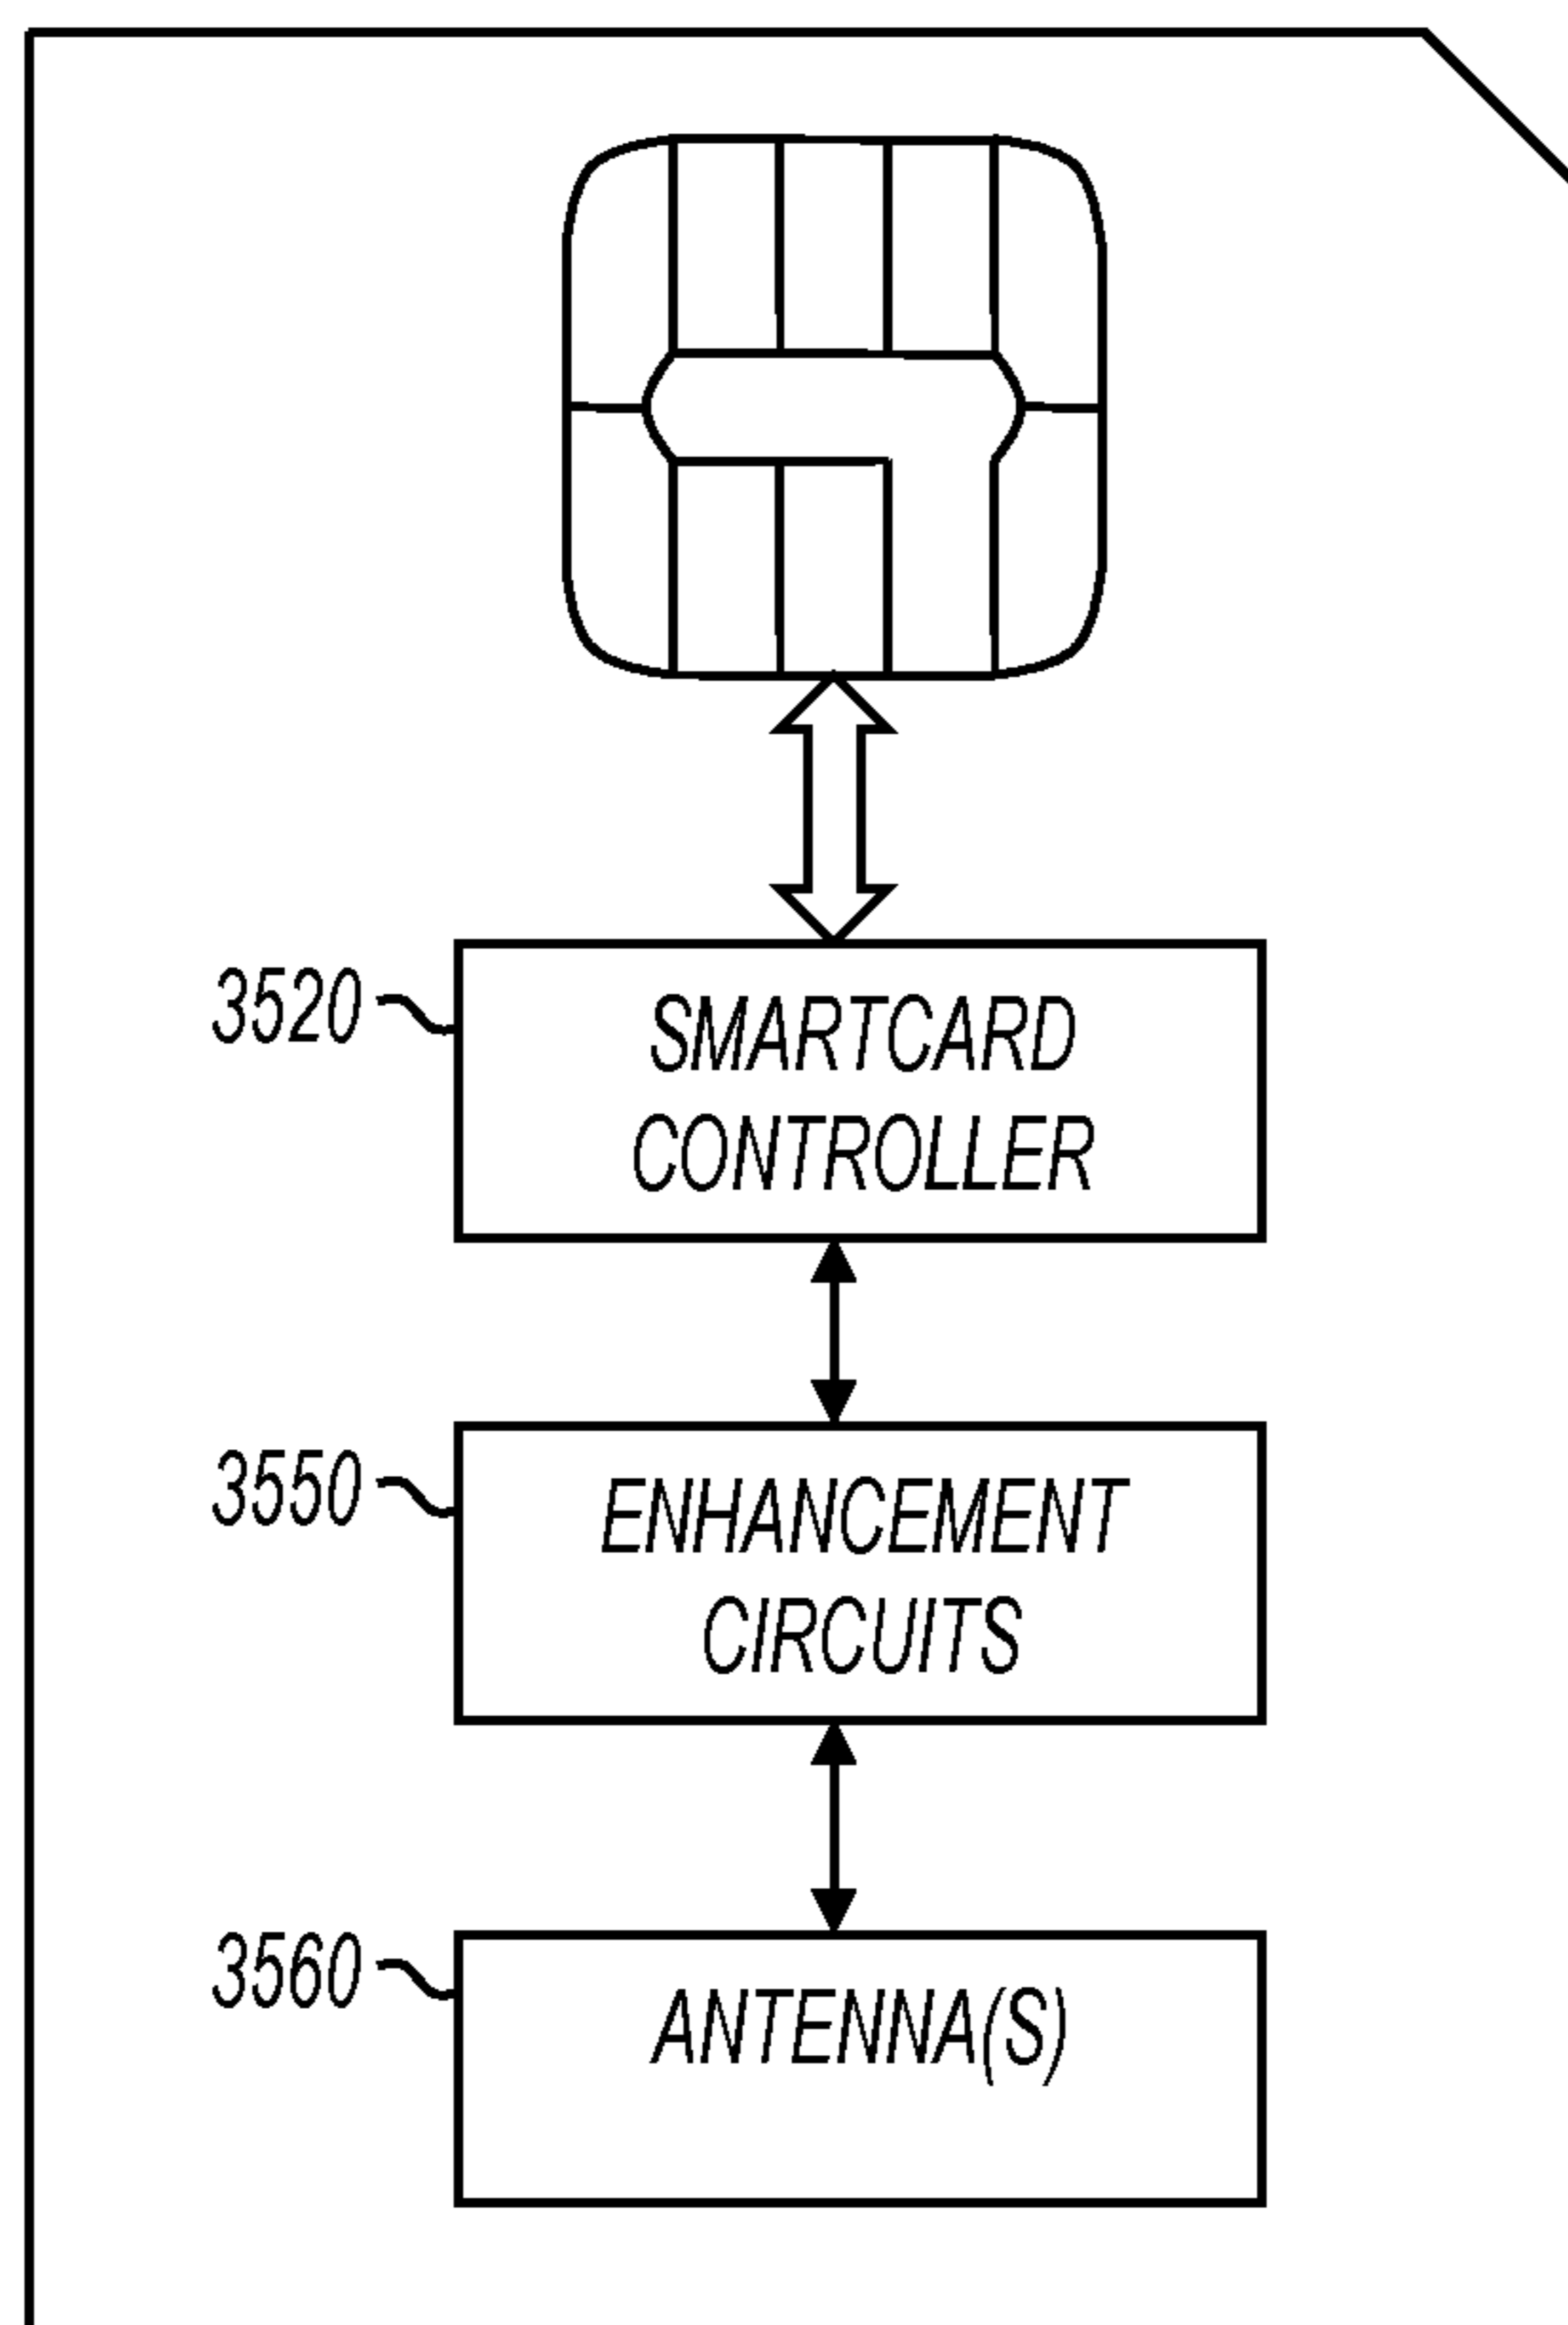 3520
SMARTCARD
CONTROLLER
3550
ENHANCEMENT
CIRCUITS
3560
ANTENNA(S)